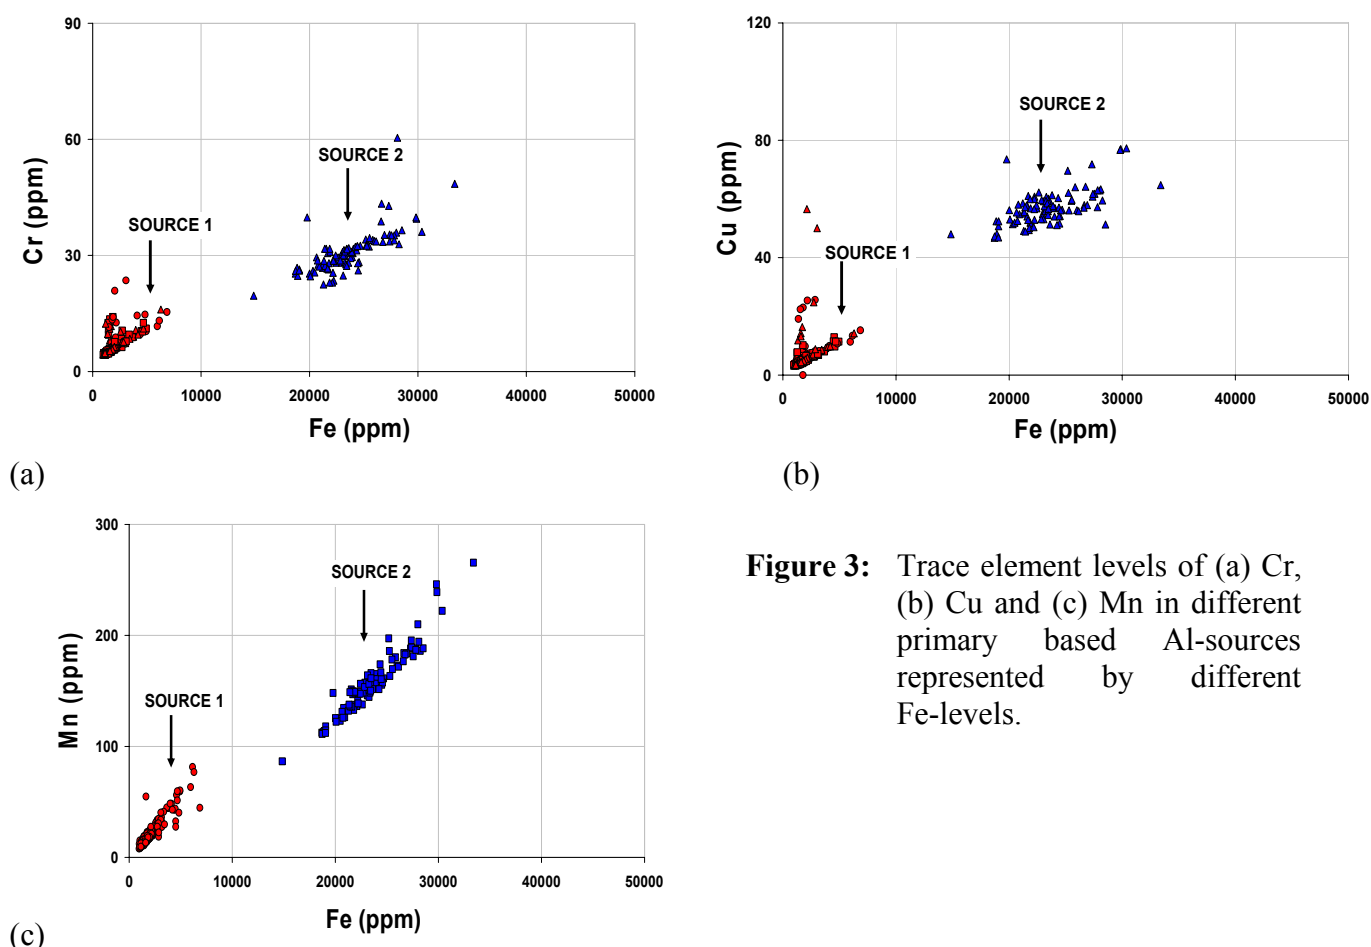 90
60
30
0
Cr (ppm)
SOURCE 1
SOURCE 2
0 10000 20000 30000 40000 50000
Fe (ppm)
(a)
120
80
40
0
Cu (ppm)
SOURCE 2
SOURCE 1
0 10000 20000 30000 40000 50000
Fe (ppm)
(b)
300
200
100
0
Mn (ppm)
SOURCE 2
SOURCE 1
0 10000 20000 30000 40000 50000
Fe (ppm)
(c)
Figure 3: Trace element levels of (a) Cr,
(b) Cu and (c) Mn in different
primary based Al-sources
represented by different
Fe-levels.